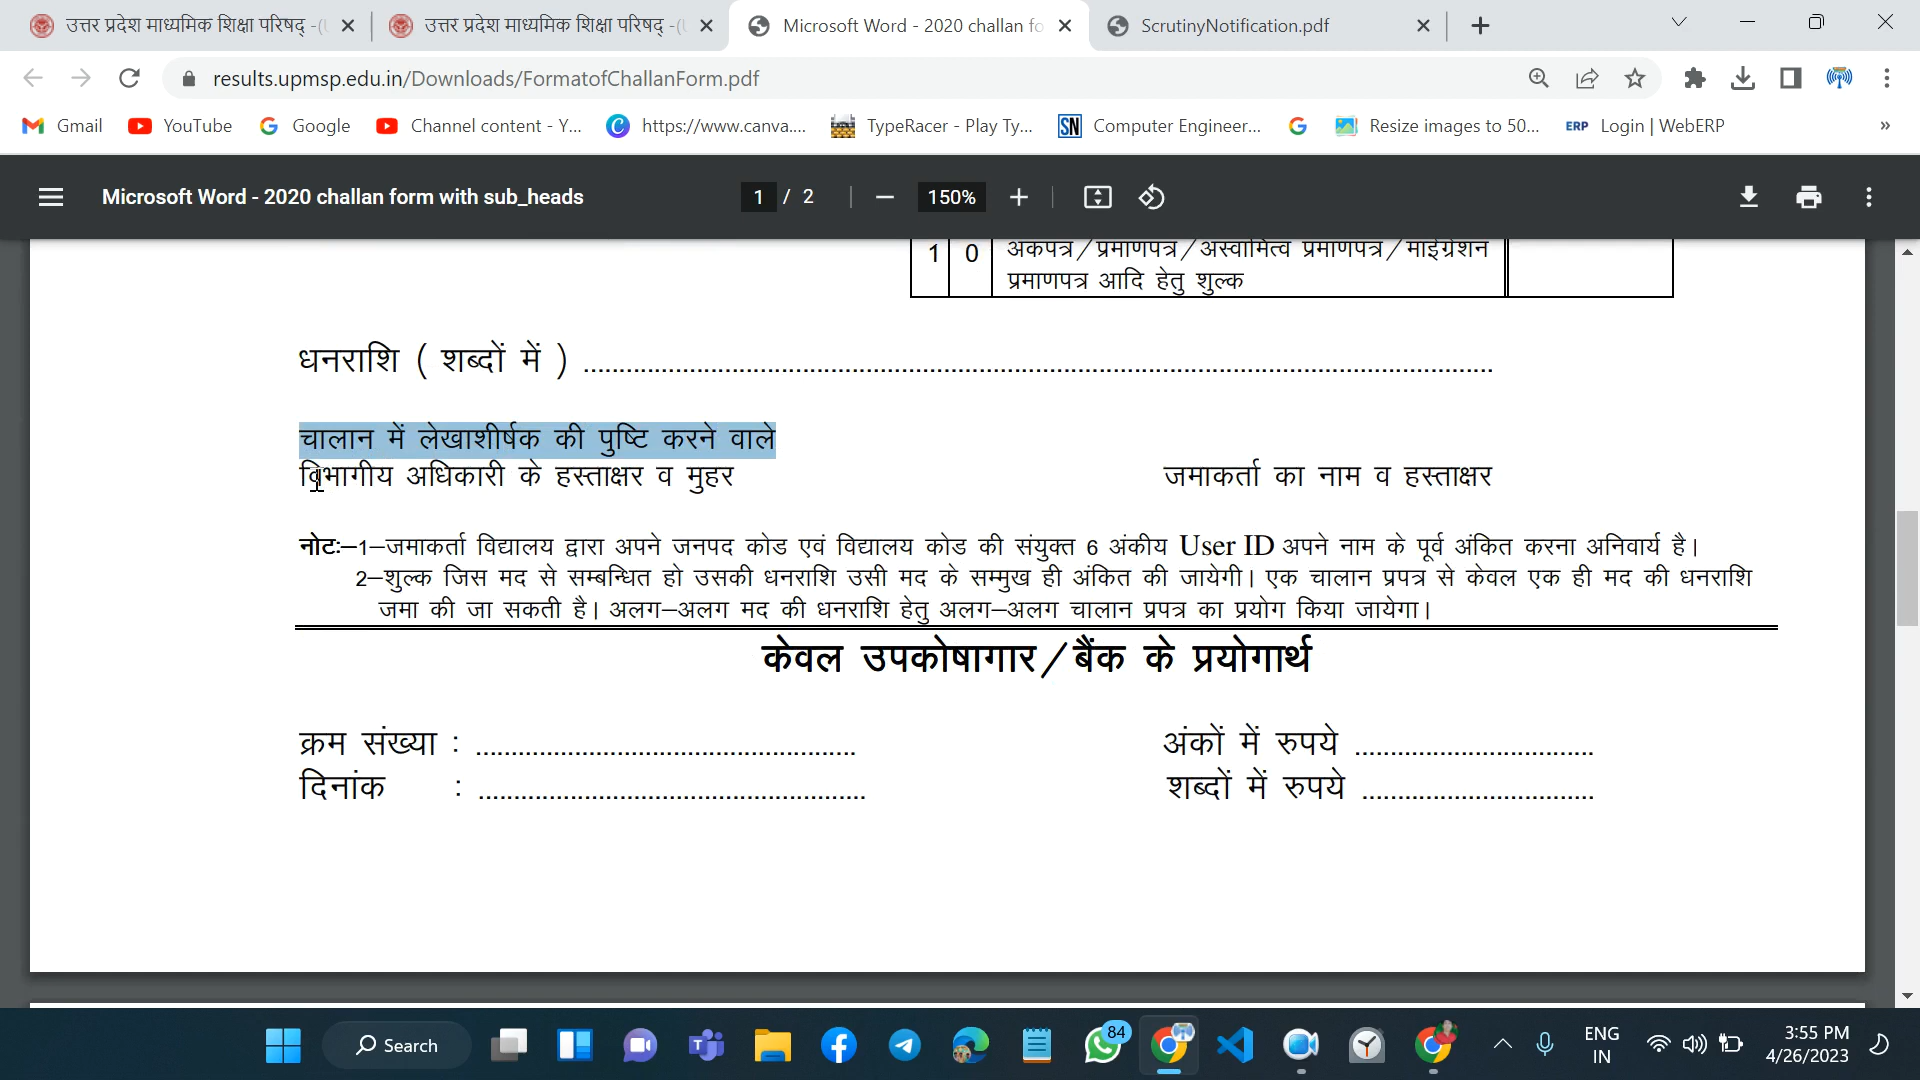 उत्तर प्रदेश माध्यमिक शिक्षा परिषद् -(
उत्तर प्रदेश माध्यमिक शिक्षा परिषद् -(
Microsoft Word - 2020 challan fo
ScrutinyNotification.pdf
results.upmsp.edu.in/Downloads/FormatofChallanForm.pdf
Gmail
YouTube
Google
Channel content - Y...
https://www.canva....
TypeRacer - Play Ty...
SN
Computer Engineer...
Resize images to 50...
ERP
Login | WebERP
»
Microsoft Word - 2020 challan form with sub_heads
1 / 2
150%
1 0 अंकपत्र/प्रमाणपत्र/अस्वामित्व प्रमाणपत्र/माईग्रेशन
प्रमाणपत्र आदि हेतु शुल्क
धनराशि ( शब्दों में ) ................................................................................
चालान में लेखाशीर्षक की पुष्टि करने वाले
विभागीय अधिकारी के हस्ताक्षर व मुहर
जमाकर्ता का नाम व हस्ताक्षर
नोटः–1–जमाकर्ता विद्यालय द्वारा अपने जनपद कोड एवं विद्यालय कोड की संयुक्त 6 अंकीय User ID अपने नाम के पूर्व अंकित करना अनिवार्य है।
2–शुल्क जिस मद से सम्बन्धित हो उसकी धनराशि उसी मद के सम्मुख ही अंकित की जायेगी। एक चालान प्रपत्र से केवल एक ही मद की धनराशि
जमा की जा सकती है। अलग–अलग मद की धनराशि हेतु अलग–अलग चालान प्रपत्र का प्रयोग किया जायेगा।
केवल उपकोषागार/बैंक के प्रयोगार्थ
क्रम संख्या : ......................................................
अंकों में रुपये .................................
दिनांक : .......................................................
शब्दों में रुपये .................................
Search
84
ENG
IN
3:55 PM
4/26/2023